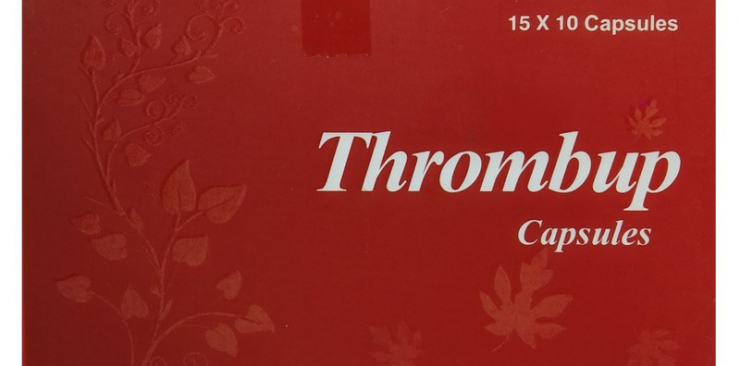 15 X 10 Capsules
Thrombup
Capsules